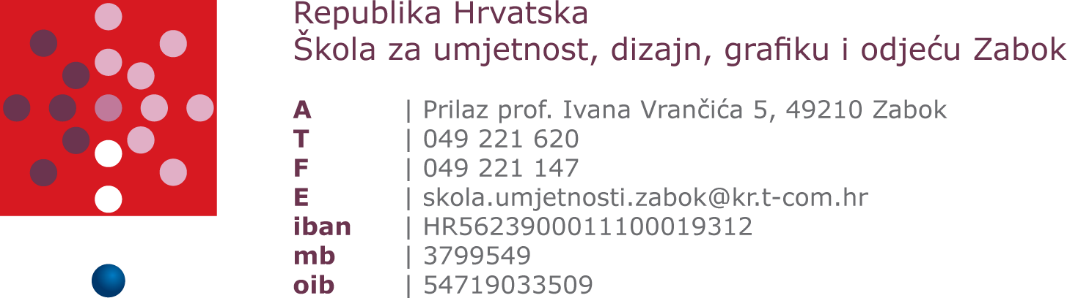 Republika Hrvatska
Škola za umjetnost, dizajn, grafiku i odjeću Zabok
A | Prilaz prof. Ivana Vrančića 5, 49210 Zabok
T | 049 221 620
F | 049 221 147
E | skola.umjetnosti.zabok@kr.t-com.hr
iban | HR5623900011100019312
mb | 3799549
oib | 54719033509